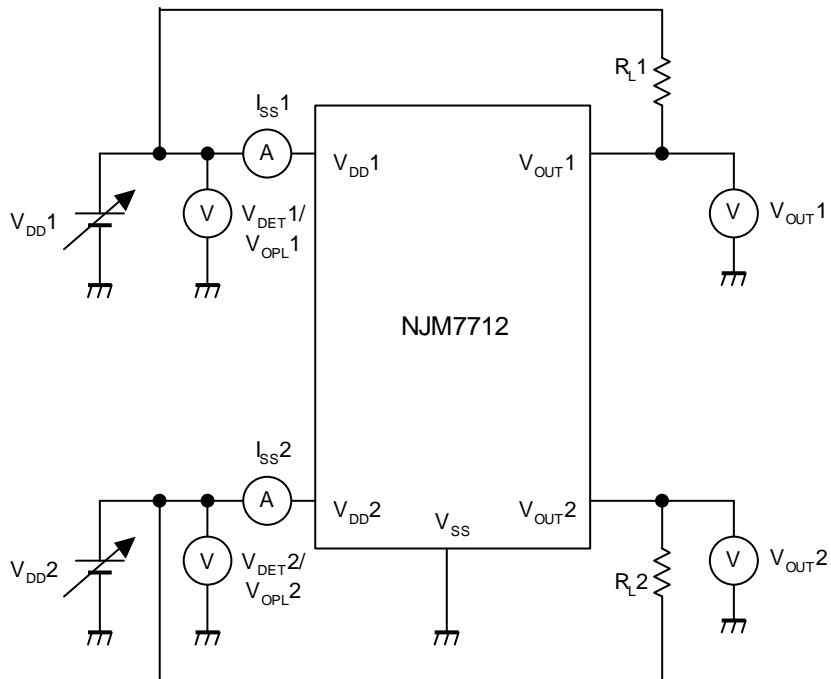 R_L1
I_SS1
A
V_DD1
V_OUT1
V_DD1
V
V_DET1/
V_OPL1
V
V_OUT1
NJM7712
I_SS2
A
V_DD2
V_SS
V_OUT2
V_DD2
V
V_DET2/
V_OPL2
R_L2
V
V_OUT2